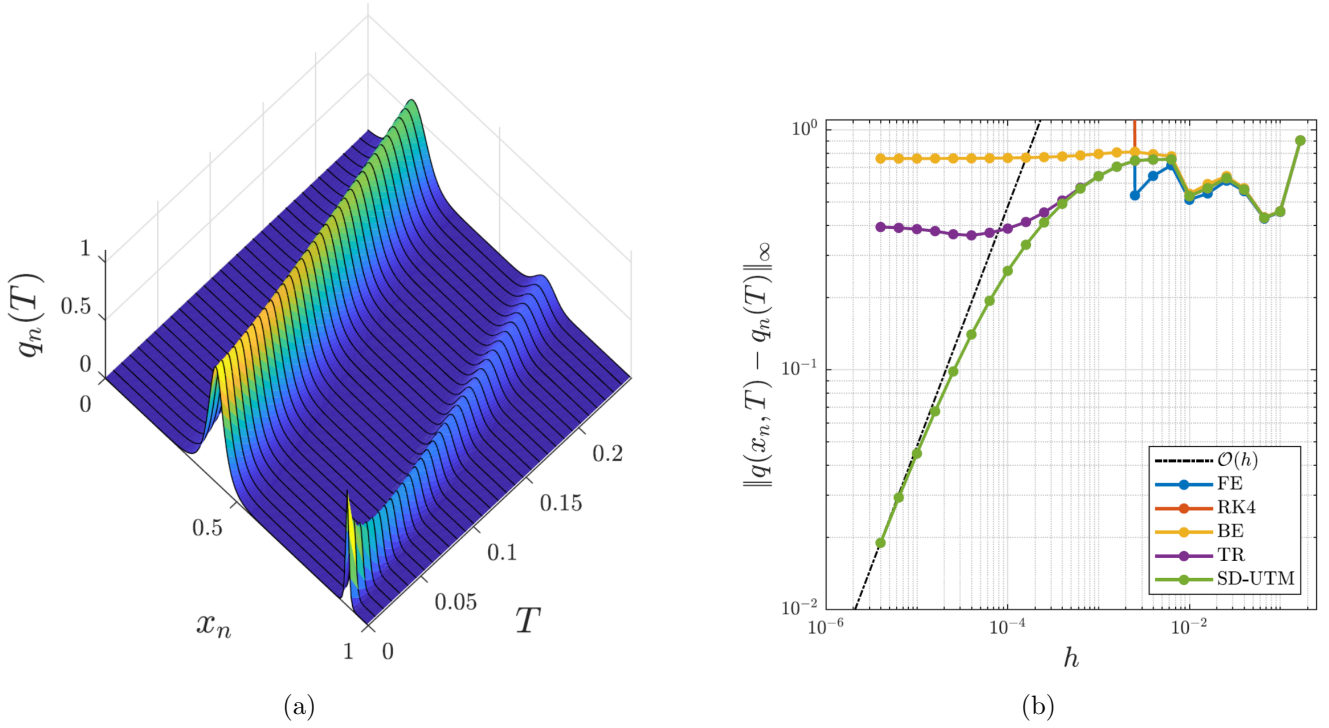 1
0.5
0
q_n(T)
0
0.5
1
x_n
0
0.05
0.1
0.15
0.2
T
(a)
10^0
10^{-1}
10^{-2}
‖q(x_n, T) − q_n(T)‖_∞
10^{-6}
10^{-4}
10^{-2}
h
O(h)
FE
RK4
BE
TR
SD-UTM
(b)